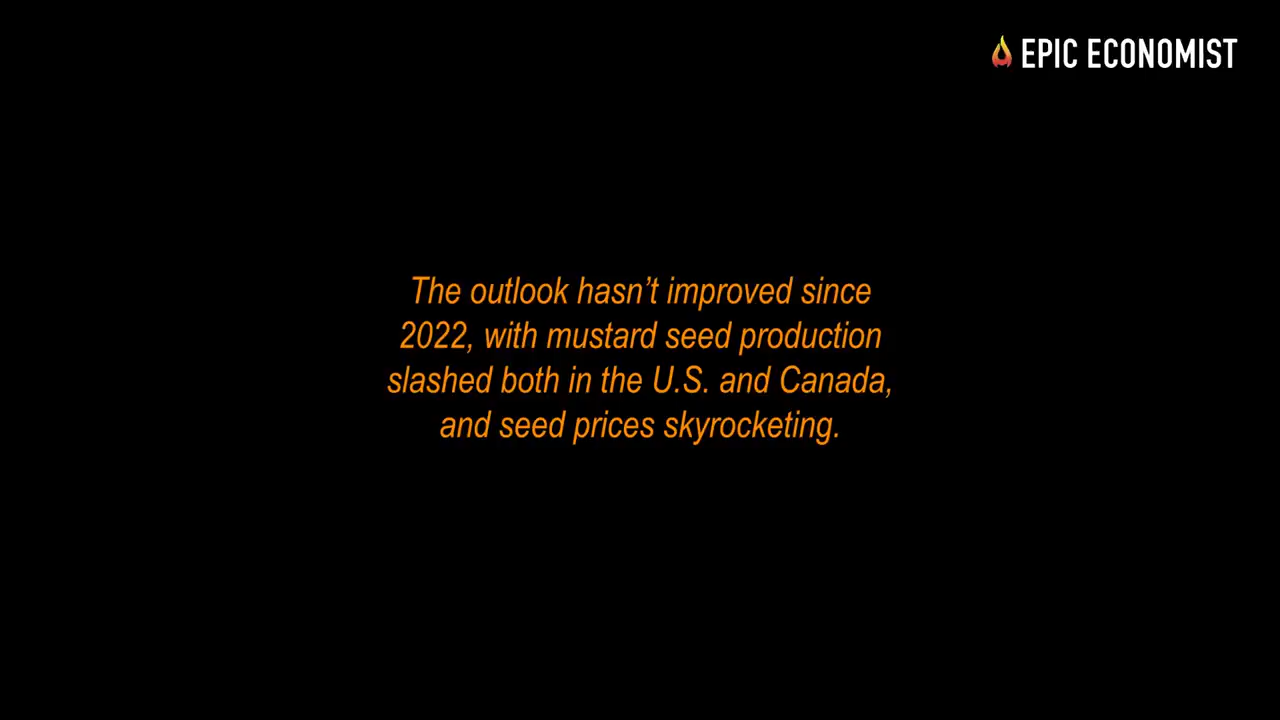 EPIC ECONOMIST
The outlook hasn’t improved since
2022, with mustard seed production
slashed both in the U.S. and Canada,
and seed prices skyrocketing.